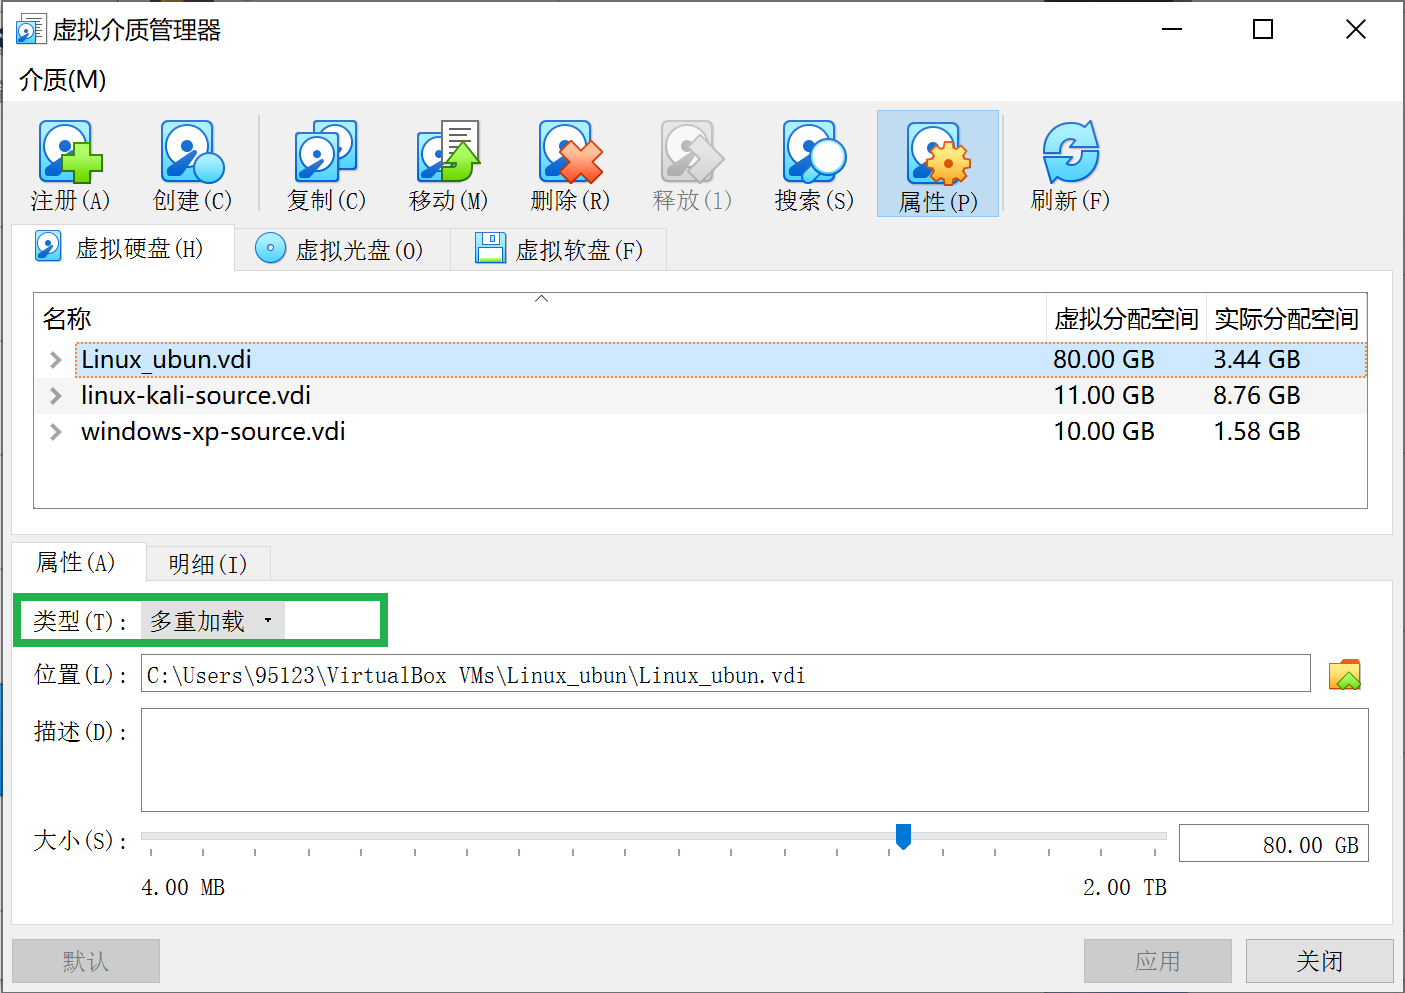 虚拟介质管理器
介质(M)
注册(A) 创建(C) 复制(C) 移动(M) 删除(R) 释放(l) 搜索(S) 属性(P) 刷新(F)
虚拟硬盘(H) 虚拟光盘(O) 虚拟软盘(F)
名称 虚拟分配空间 实际分配空间
Linux_ubun.vdi 80.00 GB 3.44 GB
linux-kali-source.vdi 11.00 GB 8.76 GB
windows-xp-source.vdi 10.00 GB 1.58 GB
属性(A) 明细(I)
类型(T): 多重加载
位置(L): C:\Users\95123\VirtualBox VMs\Linux_ubun\Linux_ubun.vdi
描述(D):
大小(S): 80.00 GB
4.00 MB 2.00 TB
默认 应用 关闭